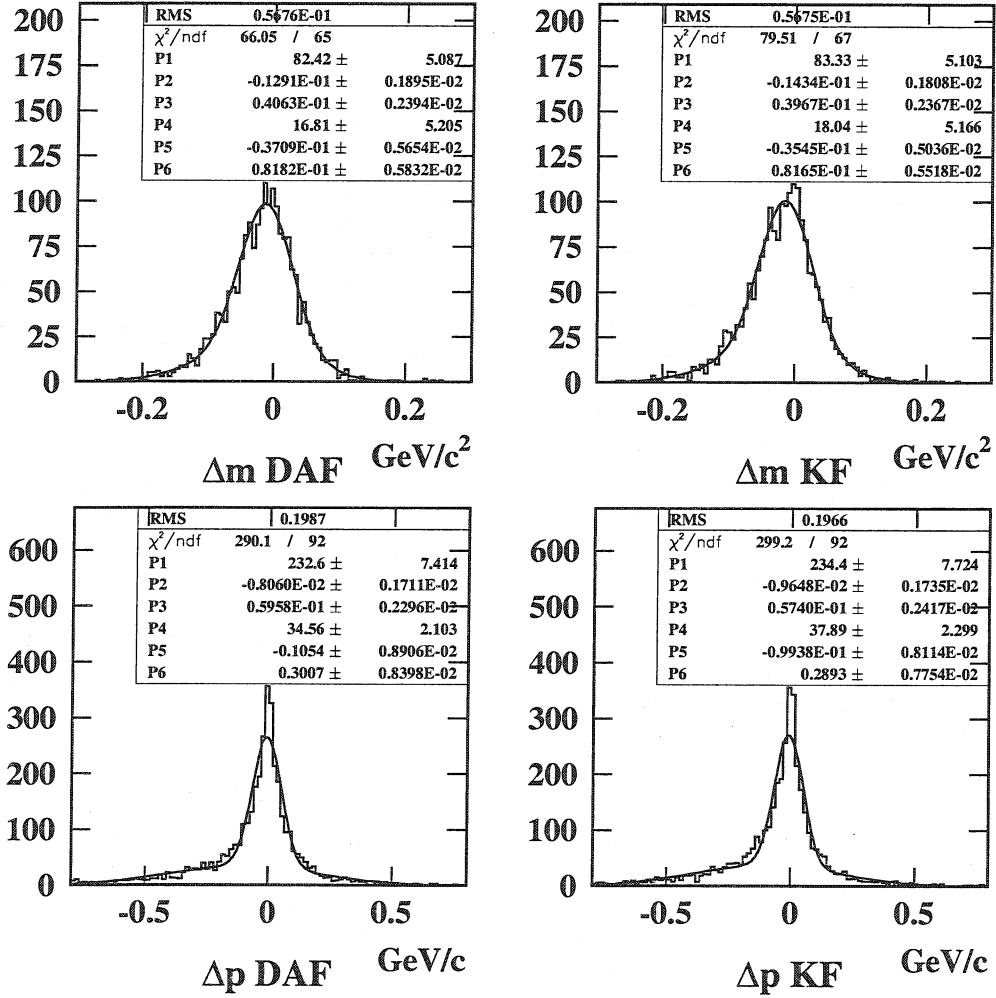 RMS 0.5676E-01
χ²/ndf 66.05 / 65
P1 82.42 ± 5.087
P2 -0.1291E-01 ± 0.1895E-02
P3 0.4063E-01 ± 0.2394E-02
P4 16.81 ± 5.205
P5 -0.3709E-01 ± 0.5654E-02
P6 0.8182E-01 ± 0.5832E-02
200
175
150
125
100
75
50
25
0
-0.2 0 0.2
Δm DAF GeV/c²
RMS 0.5675E-01
χ²/ndf 79.51 / 67
P1 83.33 ± 5.103
P2 -0.1434E-01 ± 0.1808E-02
P3 0.3967E-01 ± 0.2367E-02
P4 18.04 ± 5.166
P5 -0.3545E-01 ± 0.5036E-02
P6 0.8165E-01 ± 0.5518E-02
200
175
150
125
100
75
50
25
0
-0.2 0 0.2
Δm KF GeV/c²
RMS 0.1987
χ²/ndf 290.1 / 92
P1 232.6 ± 7.414
P2 -0.8060E-02 ± 0.1711E-02
P3 0.5958E-01 ± 0.2296E-02
P4 34.56 ± 2.103
P5 -0.1054 ± 0.8906E-02
P6 0.3007 ± 0.8398E-02
600
500
400
300
200
100
0
-0.5 0 0.5
Δp DAF GeV/c
RMS 0.1966
χ²/ndf 299.2 / 92
P1 234.4 ± 7.724
P2 -0.9648E-02 ± 0.1735E-02
P3 0.5740E-01 ± 0.2417E-02
P4 37.89 ± 2.299
P5 -0.9938E-01 ± 0.8114E-02
P6 0.2893 ± 0.7754E-02
600
500
400
300
200
100
0
-0.5 0 0.5
Δp KF GeV/c